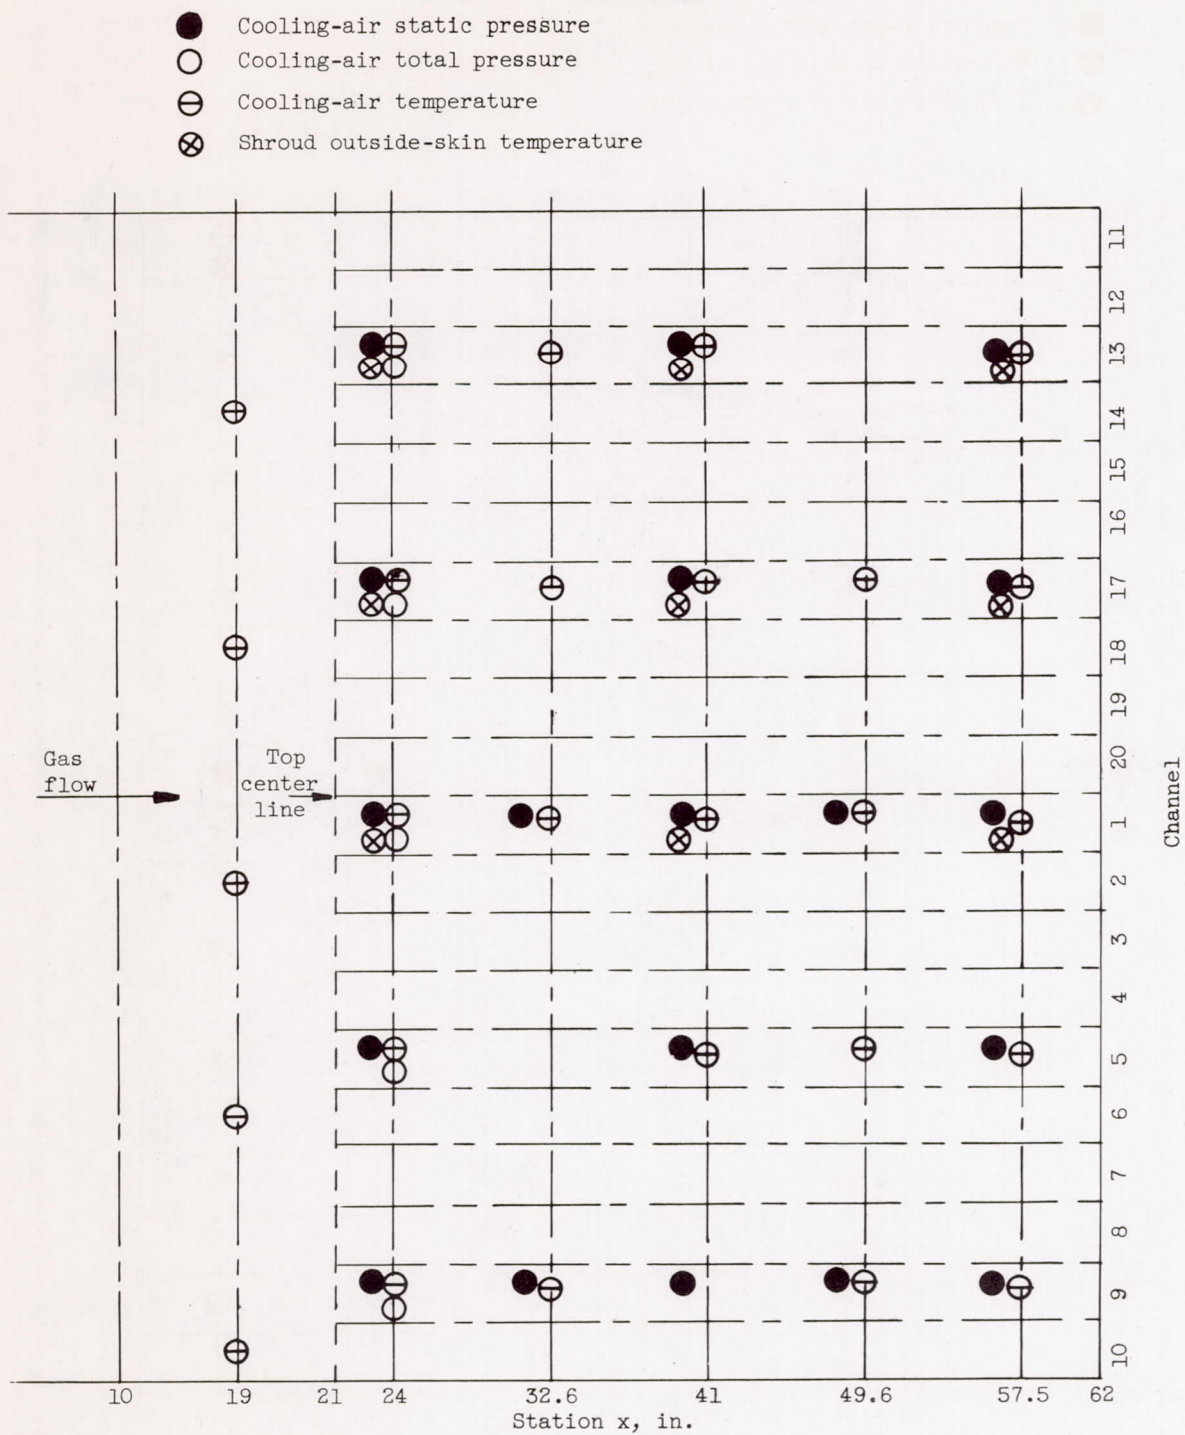 Cooling-air static pressure
Cooling-air total pressure
Cooling-air temperature
Shroud outside-skin temperature
11
12
13
14
15
16
17
18
19
20
1
2
3
4
5
6
7
8
9
10
Channel
Gas
flow
Top
center
line
10 19 21 24 32.6 41 49.6 57.5 62
Station x, in.